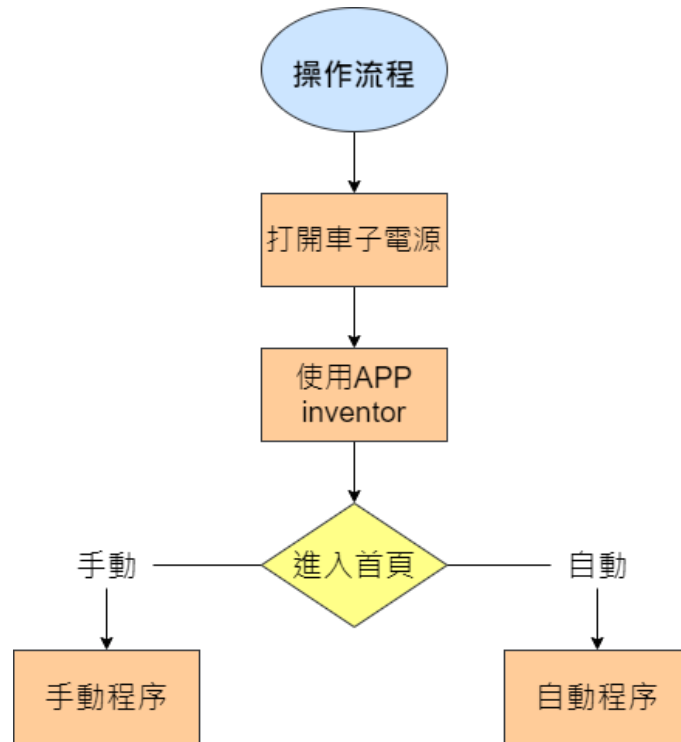 操作流程
打開車子電源
使用APP
inventor
進入首頁
手動
自動
手動程序
自動程序